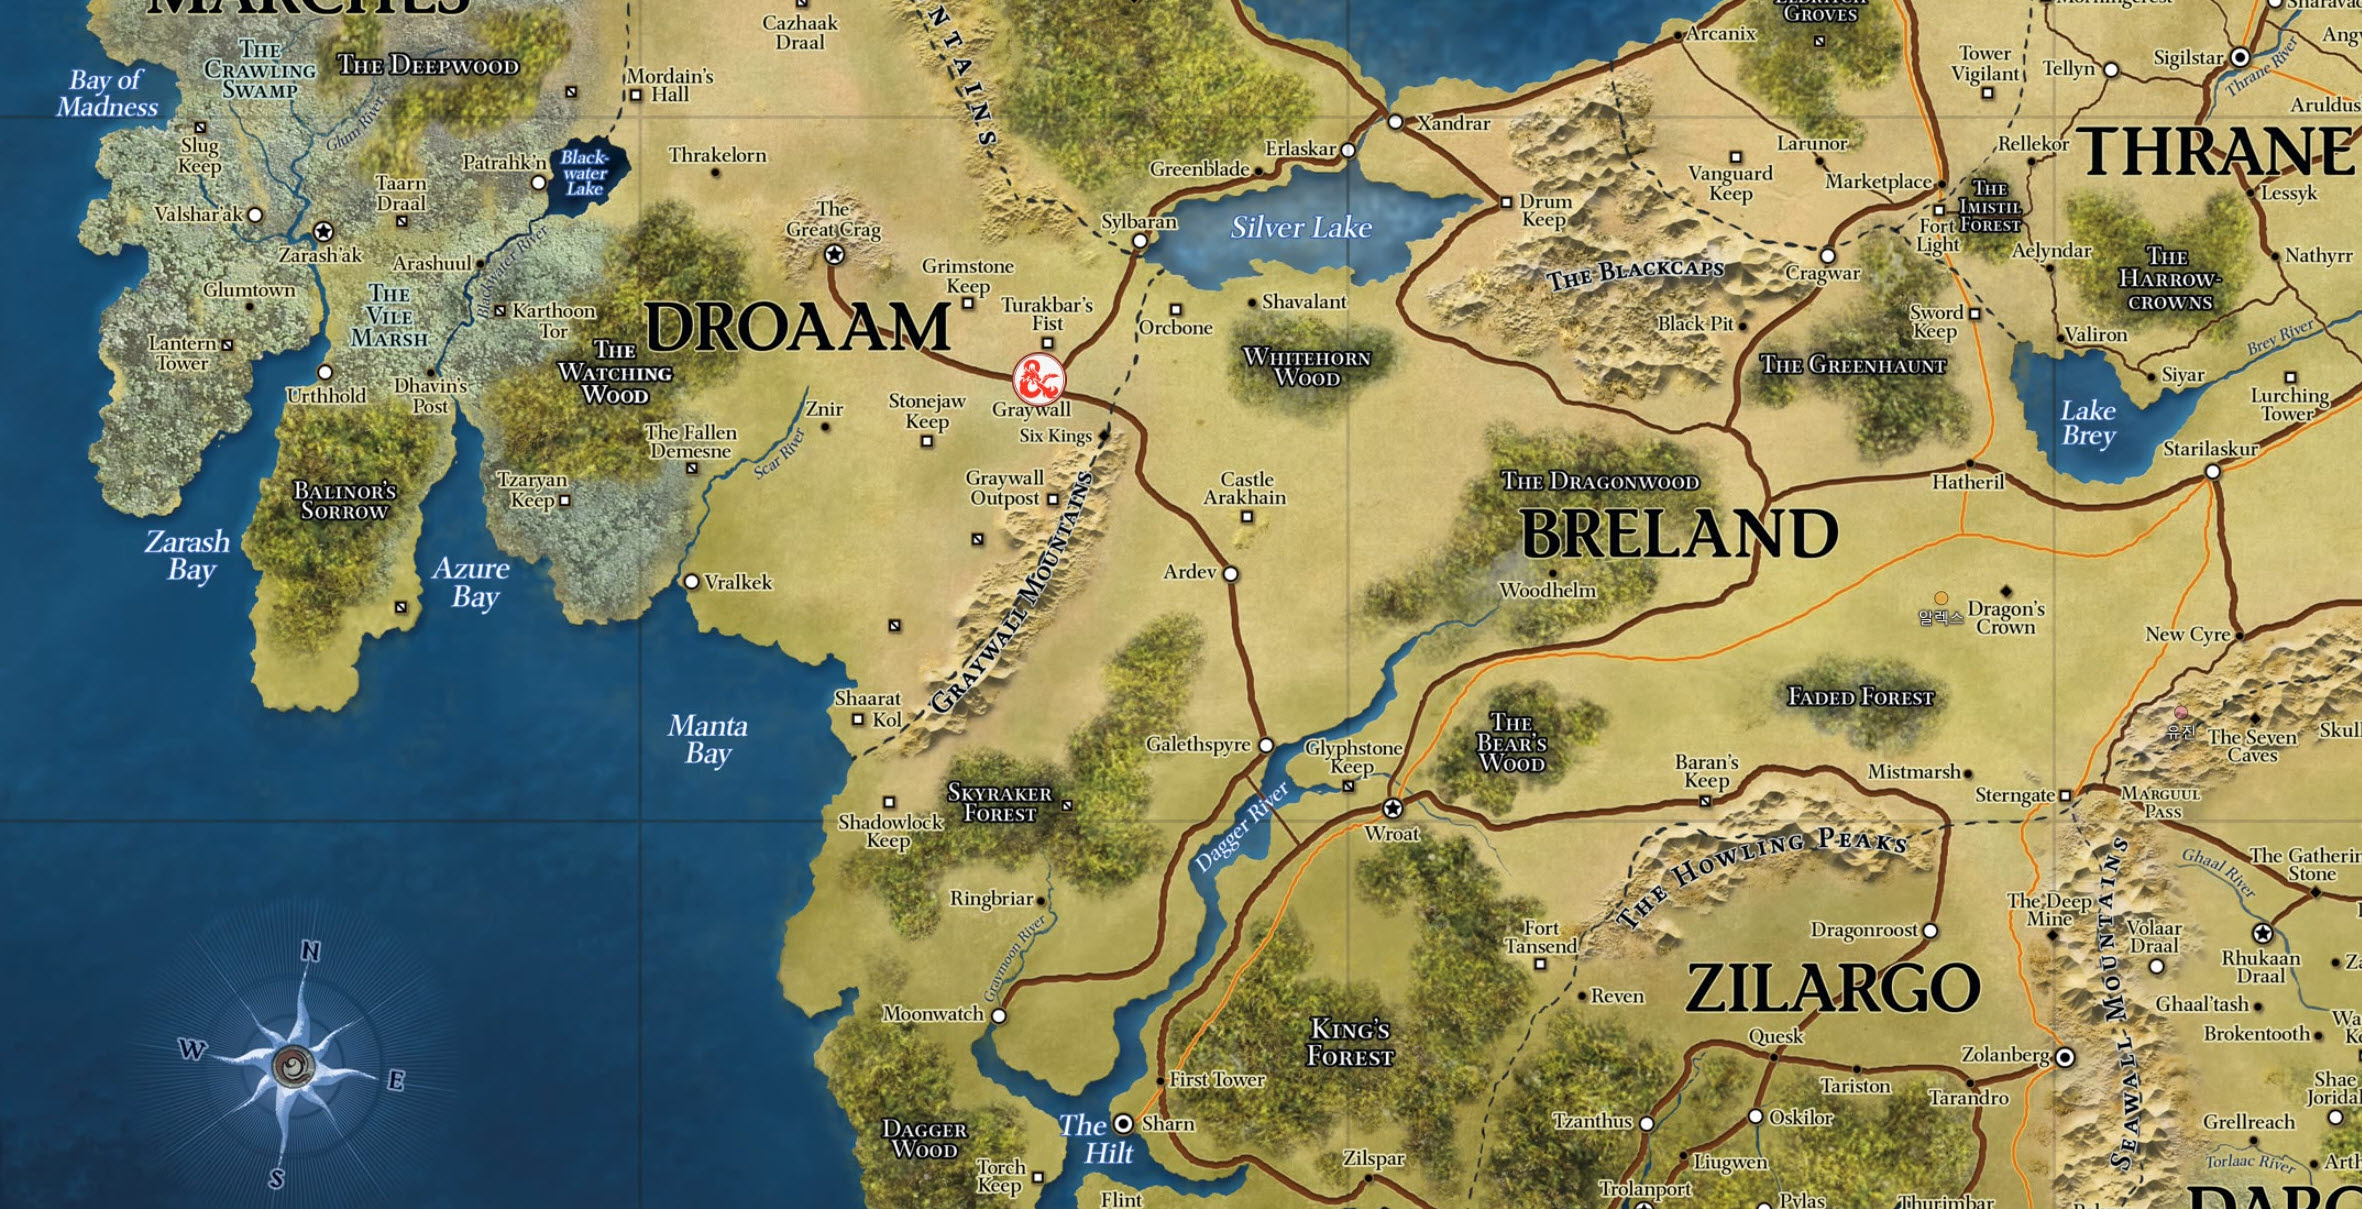 MARCHES
THE
CRAWLING
SWAMP
THE DEEPWOOD
Bay of
Madness
Glum River
Slug
Keep
Valshar'ak
Zarash'ak
Glumtown
Lantern
Tower
Urthhold
Taarn
Draal
Patrahk'n
Black-
water
Lake
Arashuul
Blackwater River
THE
VILE
MARSH
Karthoon
Tor
Dhavin's
Post
THE
WATCHING
WOOD
BALINOR'S
SORROW
Zarash
Bay
Azure
Bay
Tzaryan
Keep
The Fallen
Demesne
Scar River
Znir
Vralkek
Manta
Bay
Cazhaak
Draal
Mordain's
Hall
Thrakelorn
The
Great Crag
DROAAM
Grimstone
Keep
Turakbar's
Fist
Graywall
Stonejaw
Keep
Six Kings
Graywall
Outpost
GRAYWALL MOUNTAINS
Shaarat
Kol
Shadowlock
Keep
SKYRAKER
FOREST
Ringbriar
Graymoon River
Moonwatch
DAGGER
WOOD
Torch
Keep
The
Hilt
Sharn
First Tower
Flint
NTAINS
Greenblade
Erlaskar
Xandrar
Sylbaran
Silver Lake
Orcbone
Shavalant
WHITEHORN
WOOD
Castle
Arakhain
Ardev
Galethspyre
Glyphstone
Keep
Dagger River
Wroat
Arcanix
ELDRITCH
GROVES
Drum
Keep
THE BLACKCAPS
Vanguard
Keep
Larunor
Marketplace
Cragwar
Black Pit
THE GREENHAUNT
THE DRAGONWOOD
BRELAND
Woodhelm
THE
BEAR'S
WOOD
FADED FOREST
알렉스
Dragon's
Crown
Baran's
Keep
Mistmarsh
THE HOWLING PEAKS
Fort
Tansend
Reven
KING'S
FOREST
ZILARGO
Dragonroost
Quesk
Tariston
Tarandro
Zolanberg
Tzanthus
Oskilor
Liugwen
Trolanport
Pylas
Thurimbar
Zilspar
Tower
Vigilant
Tellyn
Sigilstar
Thrane River
Aruldus
Rellekor
THRANE
THE
IMISTIL
FOREST
Fort
Light
Aelyndar
Lessyk
Nathyrr
THE
HARROW-
CROWNS
Sword
Keep
Valiron
Siyar
Brey River
Lake
Brey
Lurching
Tower
Starilaskur
Hatheril
New Cyre
유진
The Seven
Caves
Skull
Sterngate
MARGUUL
PASS
The Deep
Mine
Volaar
Draal
SEAWALL MOUNTAINS
Ghaal River
The Gatherin
Stone
Rhukaan
Draal
Ghaal'tash
Brokentooth
Shae
Joridal
Grellreach
Torlaac River
DARG
N
W
E
S